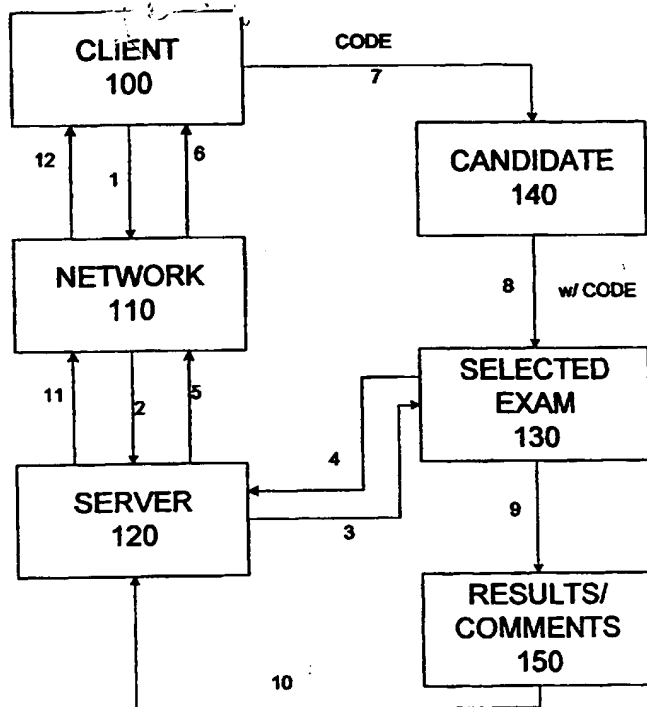 CLIENT
100
CODE
7
12
1
6
CANDIDATE
140
NETWORK
110
8
w/ CODE
11
2
5
SELECTED
EXAM
130
4
3
SERVER
120
9
RESULTS/
COMMENTS
150
10